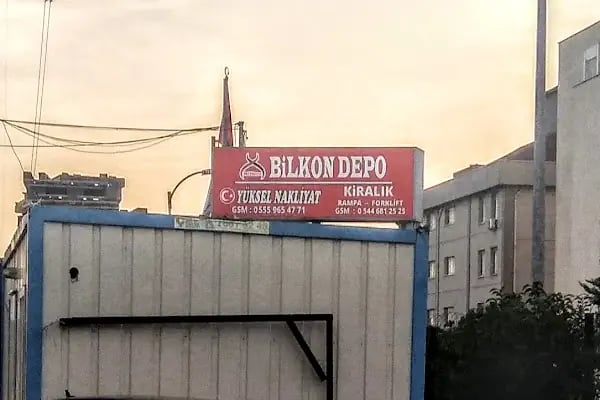 BİLKON DEPO
YÜKSEL NAKLİYAT
GSM : 0555 965 47 71
KİRALIK
RAMPA - FORKLİFT
GSM : 0 544 681 25 25